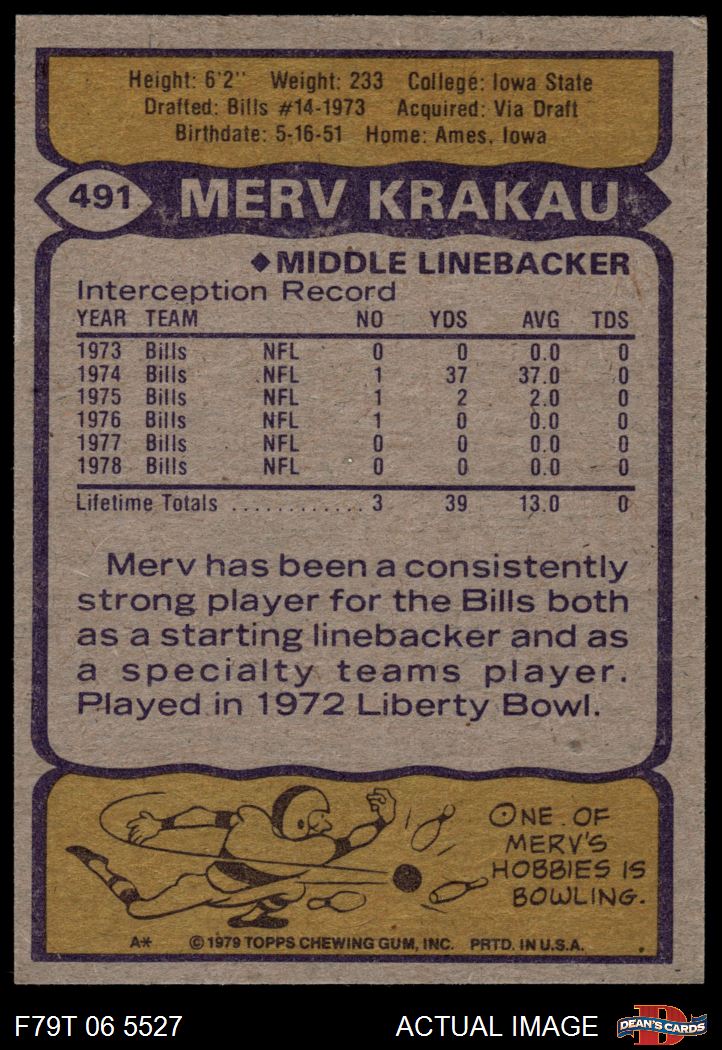 Height: 6'2" Weight: 233 College: Iowa State
Drafted: Bills #14-1973 Acquired: Via Draft
Birthdate: 5-16-51 Home: Ames, Iowa
491 MERV KRAKAU
◆MIDDLE LINEBACKER
Interception Record
YEAR TEAM NO YDS AVG TDS
1973 Bills NFL 0 0 0.0 0
1974 Bills NFL 1 37 37.0 0
1975 Bills NFL 1 2 2.0 0
1976 Bills NFL 1 0 0.0 0
1977 Bills NFL 0 0 0.0 0
1978 Bills NFL 0 0 0.0 0
Lifetime Totals ............ 3 39 13.0 0
Merv has been a consistently
strong player for the Bills both
as a starting linebacker and as
a specialty teams player.
Played in 1972 Liberty Bowl.
ONE OF
MERV'S
HOBBIES IS
BOWLING.
A* ©1979 TOPPS CHEWING GUM, INC. PRTD. IN U.S.A.
F79T 06 5527 ACTUAL IMAGE D DEAN'S CARDS